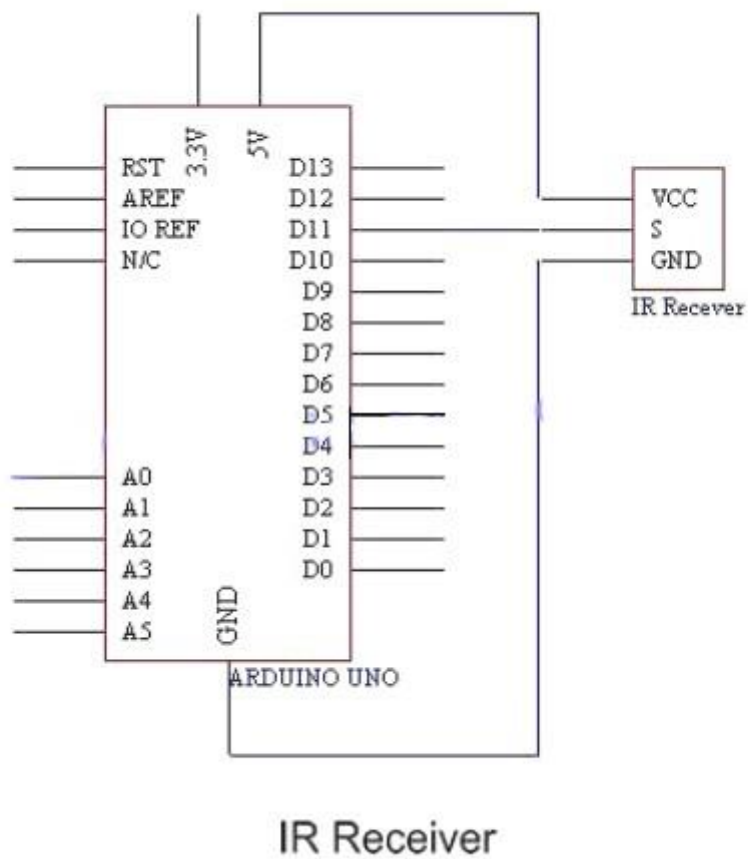 3.3V
5V
RST
AREF
IO REF
N/C
A0
A1
A2
A3
A4
A5
GND
D13
D12
D11
D10
D9
D8
D7
D6
D5
D4
D3
D2
D1
D0
ARDUINO UNO
VCC
S
GND
IR Recever
IR Receiver